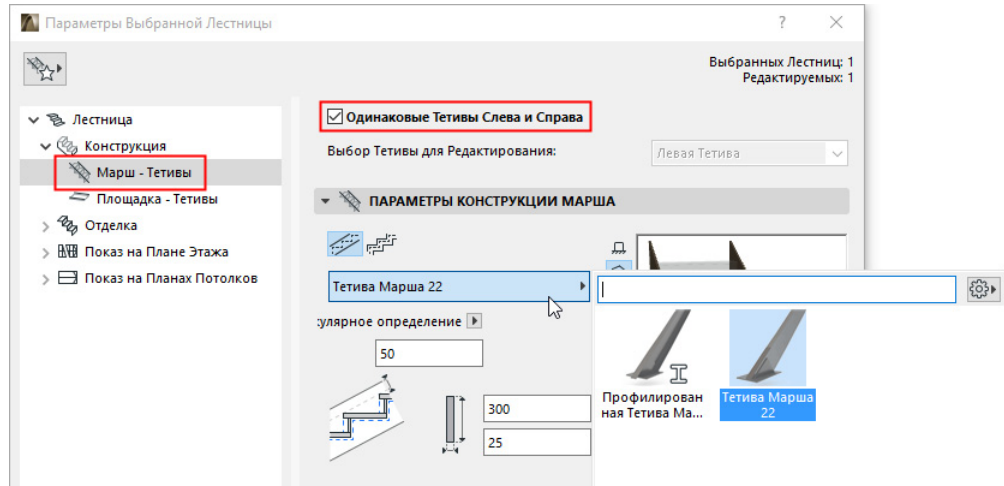 Параметры Выбранной Лестницы
?
Выбранных Лестниц: 1
Редактируемых: 1
Лестница
Конструкция
Марш - Тетивы
Площадка - Тетивы
Отделка
Показ на Плане Этажа
Показ на Планах Потолков
Одинаковые Тетивы Слева и Справа
Выбор Тетивы для Редактирования:
Левая Тетива
ПАРАМЕТРЫ КОНСТРУКЦИИ МАРША
Тетива Марша 22
:улярное определение
50
300
25
Профилирован
ная Тетива Ма...
Тетива Марша
22